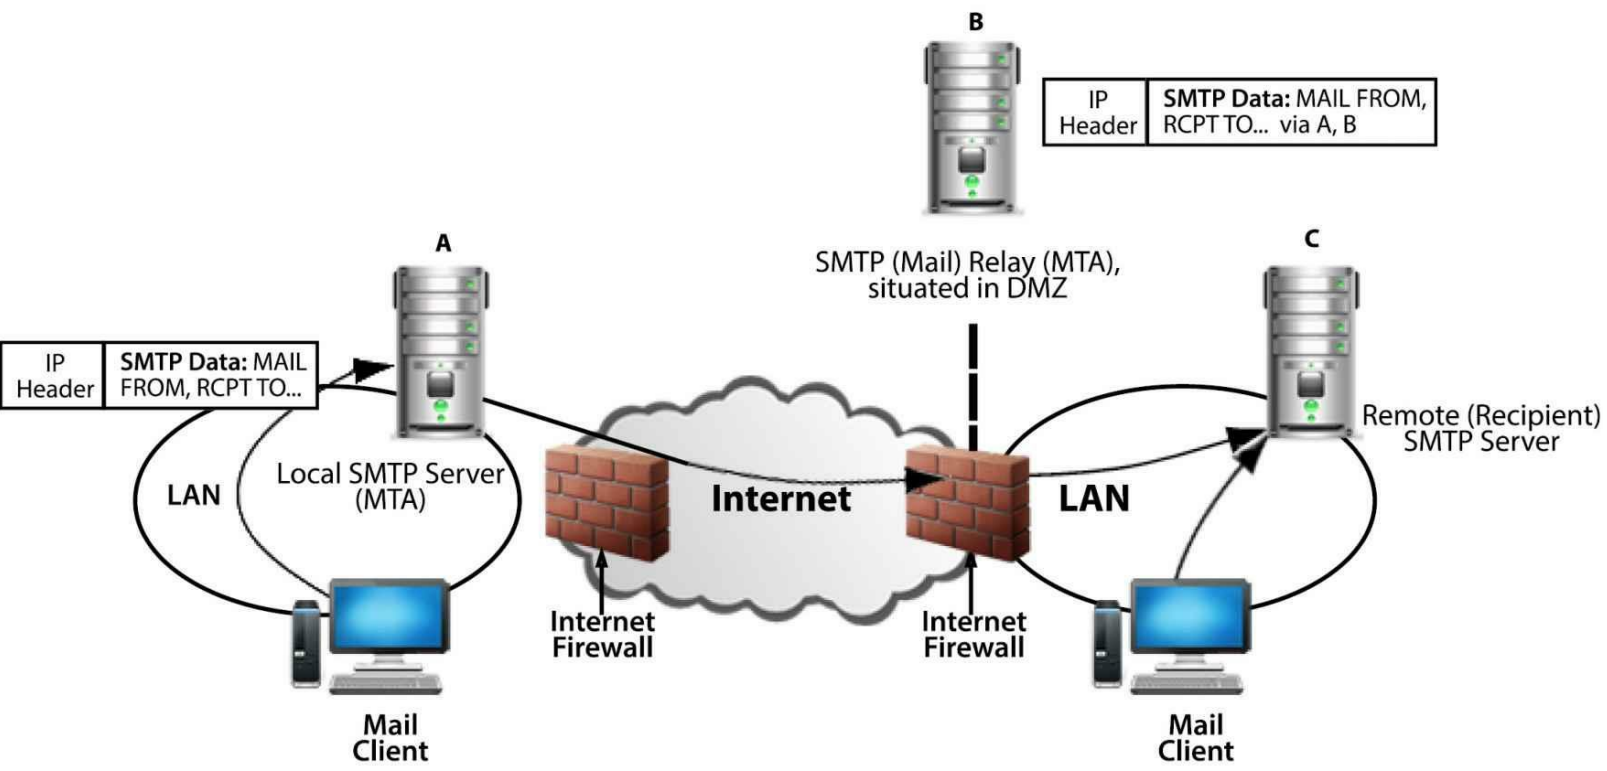 B
IP
Header
SMTP Data: MAIL FROM,
RCPT TO... via A, B
A
SMTP (Mail) Relay (MTA),
situated in DMZ
C
IP
Header
SMTP Data: MAIL
FROM, RCPT TO...
Local SMTP Server
(MTA)
LAN
Internet
LAN
Remote (Recipient)
SMTP Server
Internet
Firewall
Internet
Firewall
Mail
Client
Mail
Client